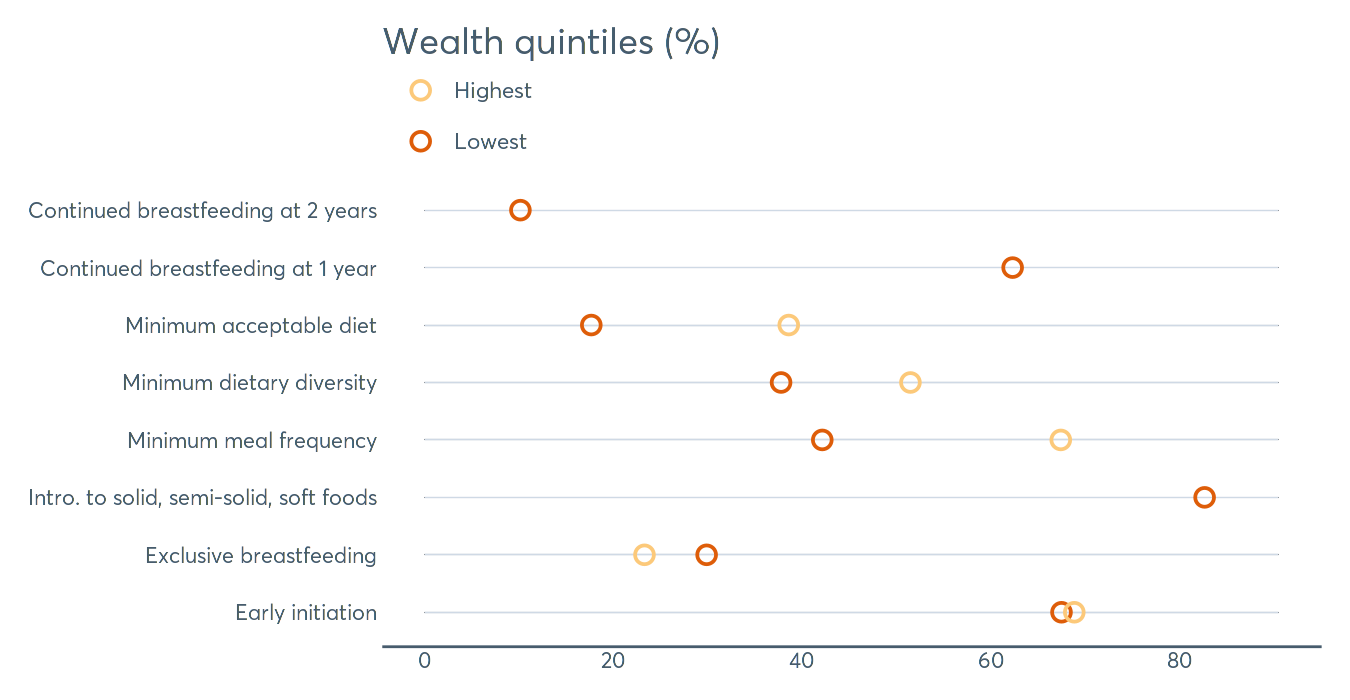 Wealth quintiles (%)
Highest
Lowest
Continued breastfeeding at 2 years
Continued breastfeeding at 1 year
Minimum acceptable diet
Minimum dietary diversity
Minimum meal frequency
Intro. to solid, semi-solid, soft foods
Exclusive breastfeeding
Early initiation
0 20 40 60 80